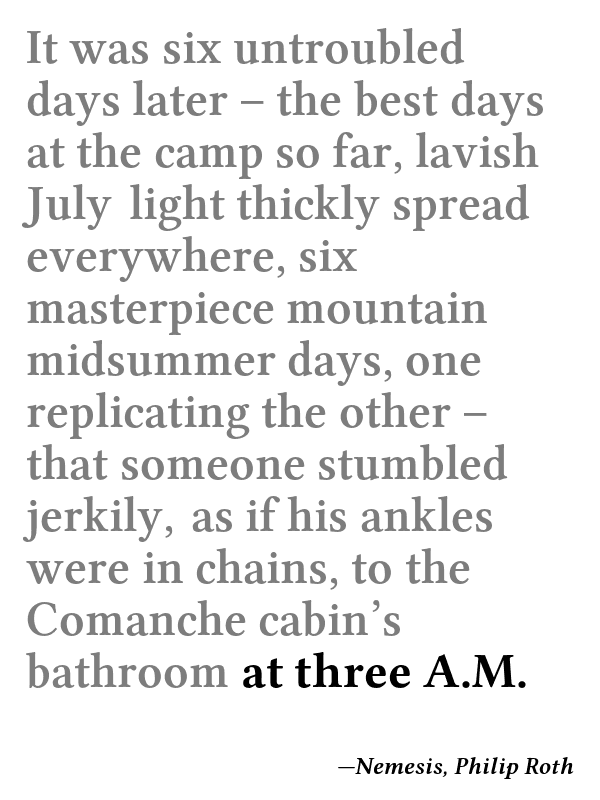 It was six untroubled
days later – the best days
at the camp so far, lavish
July light thickly spread
everywhere, six
masterpiece mountain
midsummer days, one
replicating the other –
that someone stumbled
jerkily, as if his ankles
were in chains, to the
Comanche cabin’s
bathroom at three A.M.
—Nemesis, Philip Roth